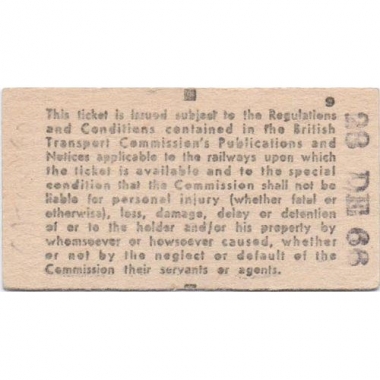 9
This ticket is issued subject to the Regulations
and Conditions contained in the British
Transport Commission's Publications and
Notices applicable to the railways upon which
the ticket is available and to the special
condition that the Commission shall not be
liable for personal injury (whether fatal or
otherwise), loss, damage, delay or detention
of or to the holder and/or his property by
whomsoever or howsoever caused, whether
or not by the neglect or default of the
Commission their servants or agents.
28 DE 68